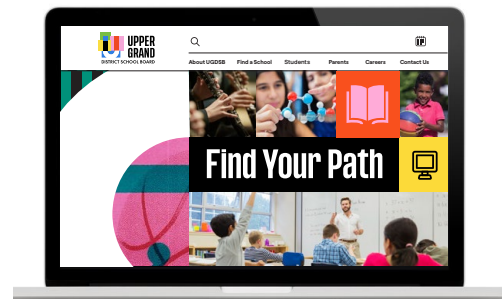 UPPER
GRAND
DISTRICT SCHOOL BOARD
About UGDSB Find a School Students Parents Careers Contact Us
Find Your Path